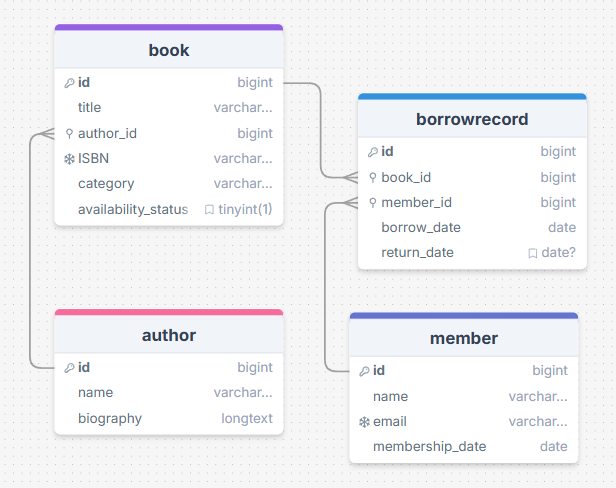 book
id bigint
title varchar...
author_id bigint
ISBN varchar...
category varchar...
availability_status tinyint(1)
borrowrecord
id bigint
book_id bigint
member_id bigint
borrow_date date
return_date date?
author
id bigint
name varchar...
biography longtext
member
id bigint
name varchar...
email varchar...
membership_date date